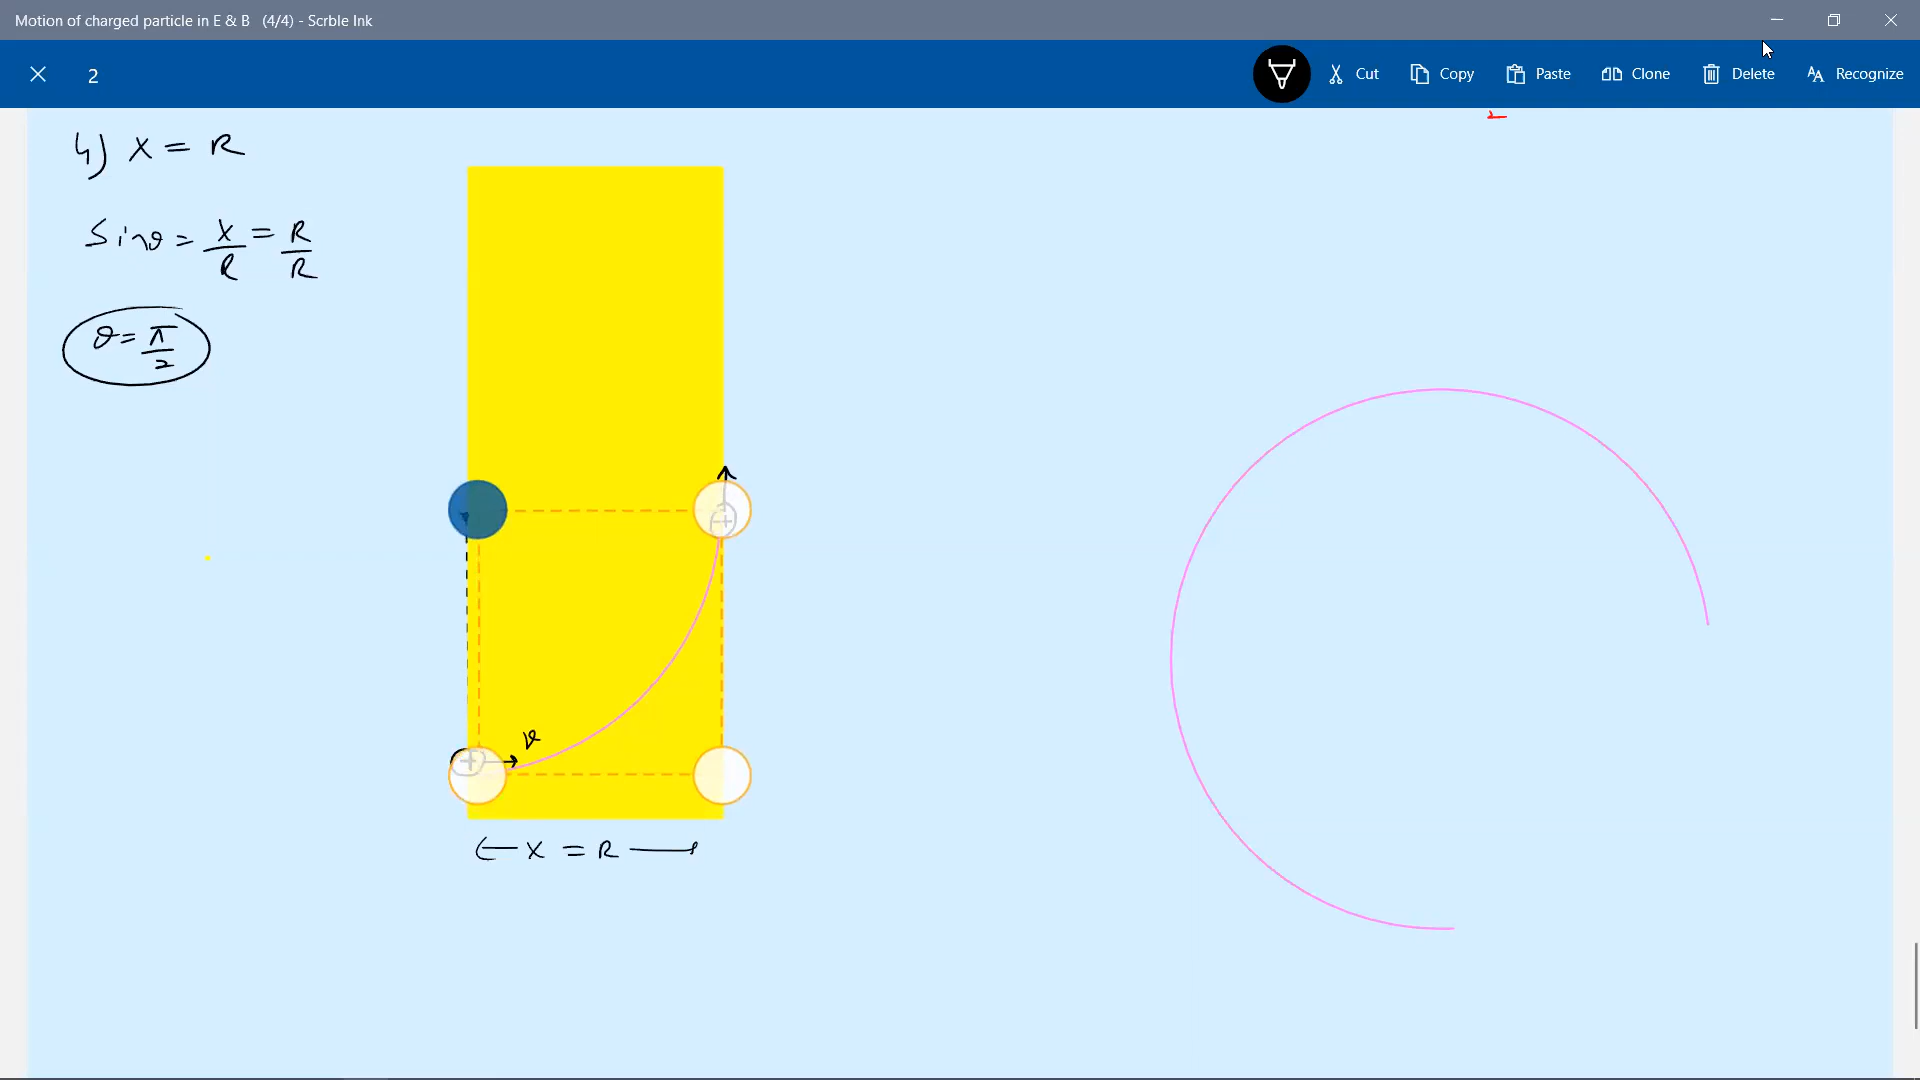 Motion of charged particle in E & B (4/4) - Scrble Ink
2
Cut
Copy
Paste
Clone
Delete
Recognize
4) X = R
Sinθ = X/R = R/R
θ = π/2
v
X = R